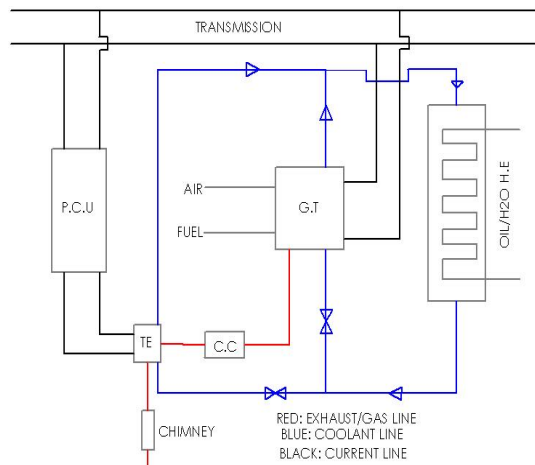 TRANSMISSION
P.C.U
AIR
FUEL
G.T
OIL/H2O H.E
TE
C.C
CHIMNEY
RED: EXHAUST/GAS LINE
BLUE: COOLANT LINE
BLACK: CURRENT LINE